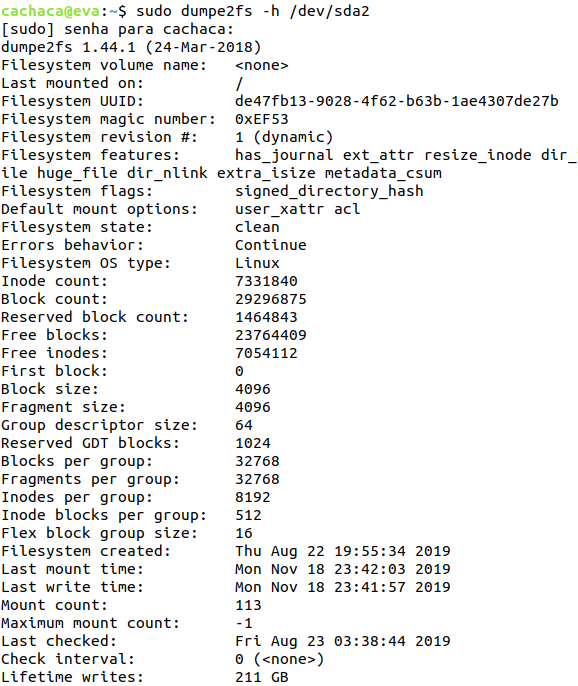 cachaca@eva:~$ sudo dumpe2fs -h /dev/sda2
[sudo] senha para cachaca:
dumpe2fs 1.44.1 (24-Mar-2018)
Filesystem volume name:   <none>
Last mounted on:          /
Filesystem UUID:          de47fb13-9028-4f62-b63b-1ae4307de27b
Filesystem magic number:  0xEF53
Filesystem revision #:    1 (dynamic)
Filesystem features:      has_journal ext_attr resize_inode dir_
ile huge_file dir_nlink extra_isize metadata_csum
Filesystem flags:         signed_directory_hash
Default mount options:    user_xattr acl
Filesystem state:         clean
Errors behavior:          Continue
Filesystem OS type:       Linux
Inode count:              7331840
Block count:              29296875
Reserved block count:     1464843
Free blocks:              23764409
Free inodes:              7054112
First block:              0
Block size:               4096
Fragment size:            4096
Group descriptor size:    64
Reserved GDT blocks:      1024
Blocks per group:         32768
Fragments per group:      32768
Inodes per group:         8192
Inode blocks per group:   512
Flex block group size:    16
Filesystem created:       Thu Aug 22 19:55:34 2019
Last mount time:          Mon Nov 18 23:42:03 2019
Last write time:          Mon Nov 18 23:41:57 2019
Mount count:              113
Maximum mount count:      -1
Last checked:             Fri Aug 23 03:38:44 2019
Check interval:           0 (<none>)
Lifetime writes:          211 GB